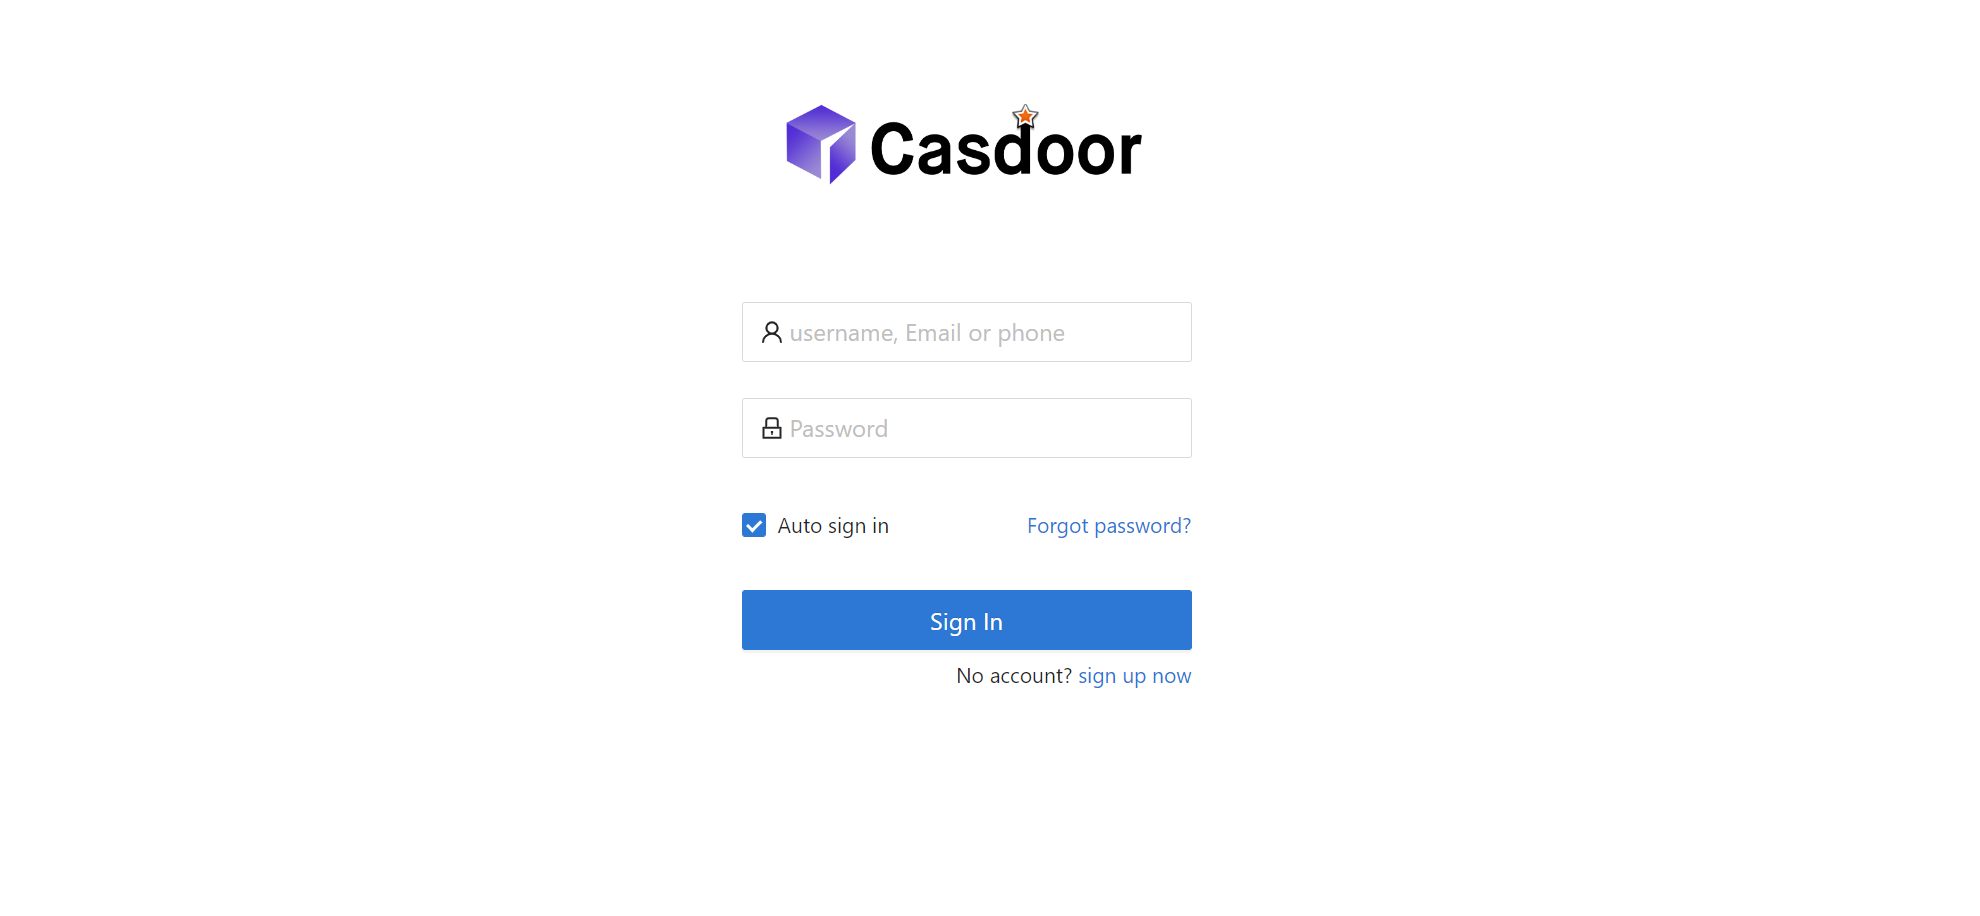 Casdoor
username, Email or phone
Password
Auto sign in
Forgot password?
Sign In
No account? sign up now